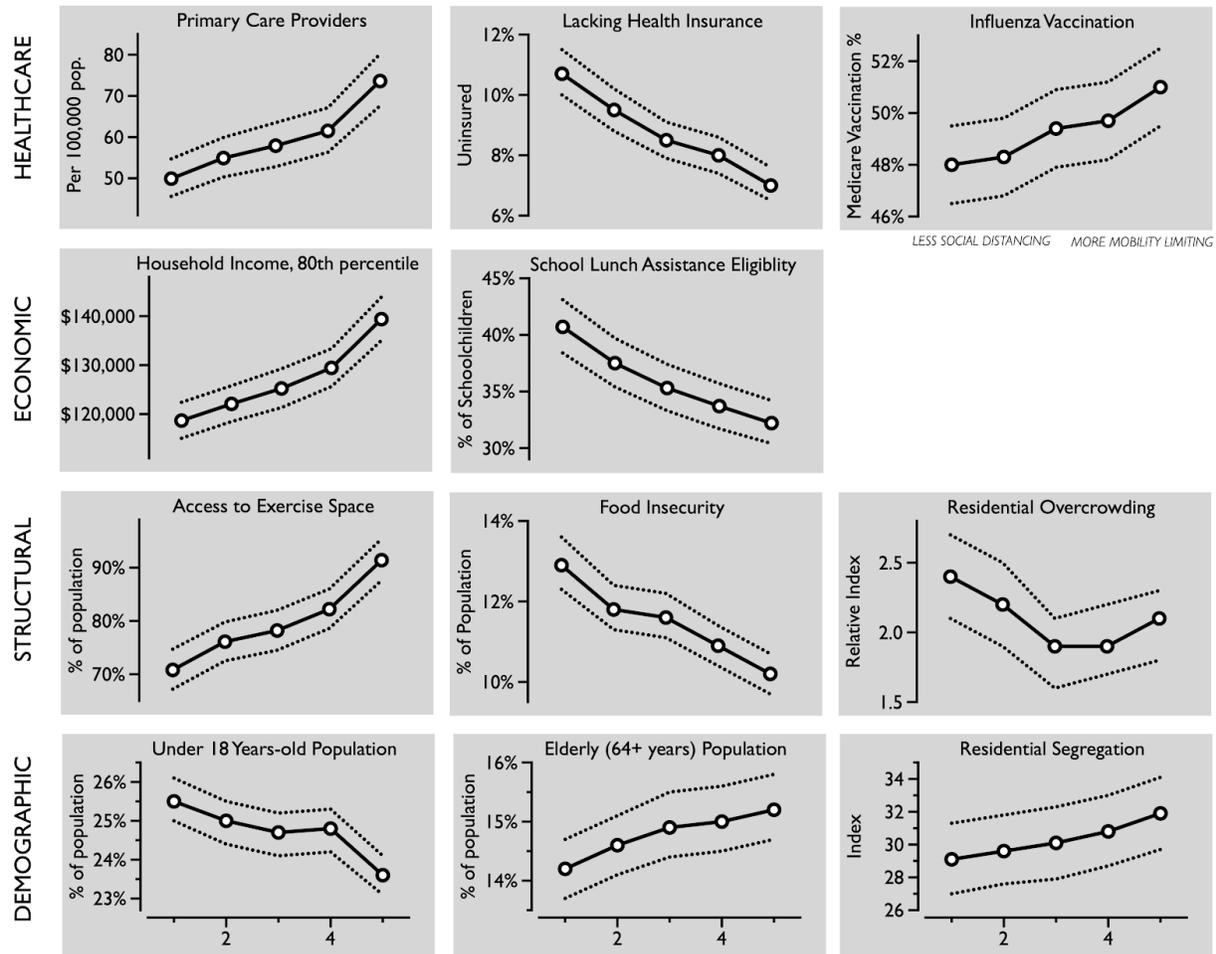 HEALTHCARE
Primary Care Providers
Per 100,000 pop.
80
70
60
50
Lacking Health Insurance
Uninsured
12%
10%
8%
6%
Influenza Vaccination
Medicare Vaccination %
52%
50%
48%
46%
LESS SOCIAL DISTANCING MORE MOBILITY LIMITING
ECONOMIC
Household Income, 80th percentile
$140,000
$130,000
$120,000
School Lunch Assistance Eligiblity
% of Schoolchildren
45%
40%
35%
30%
STRUCTURAL
Access to Exercise Space
% of population
90%
80%
70%
Food Insecurity
% of Population
14%
12%
10%
Residential Overcrowding
Relative Index
2.5
2.0
1.5
DEMOGRAPHIC
Under 18 Years-old Population
% of population
26%
25%
24%
23%
2 4
Elderly (64+ years) Population
% of population
16%
15%
14%
2 4
Residential Segregation
Index
34
32
30
28
26
2 4